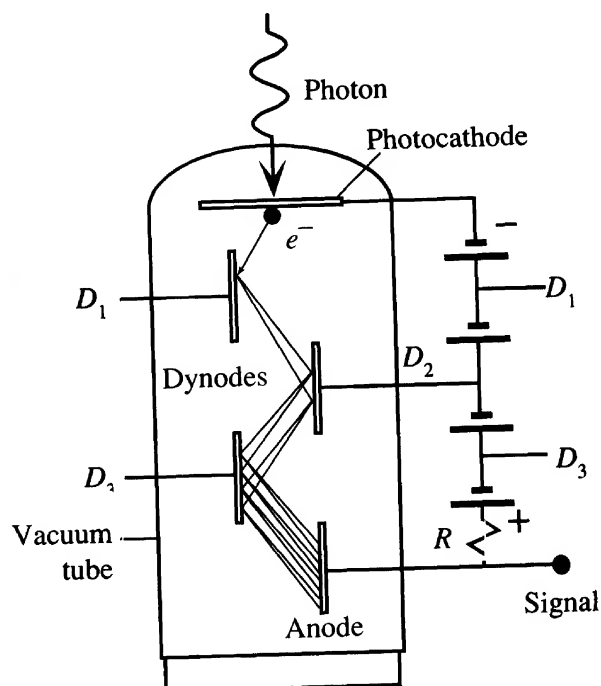 Photon
Photocathode
e⁻
−
D₁
D₁
Dynodes
D₂
D₃
Vacuum
tube
R
+
Signal
Anode